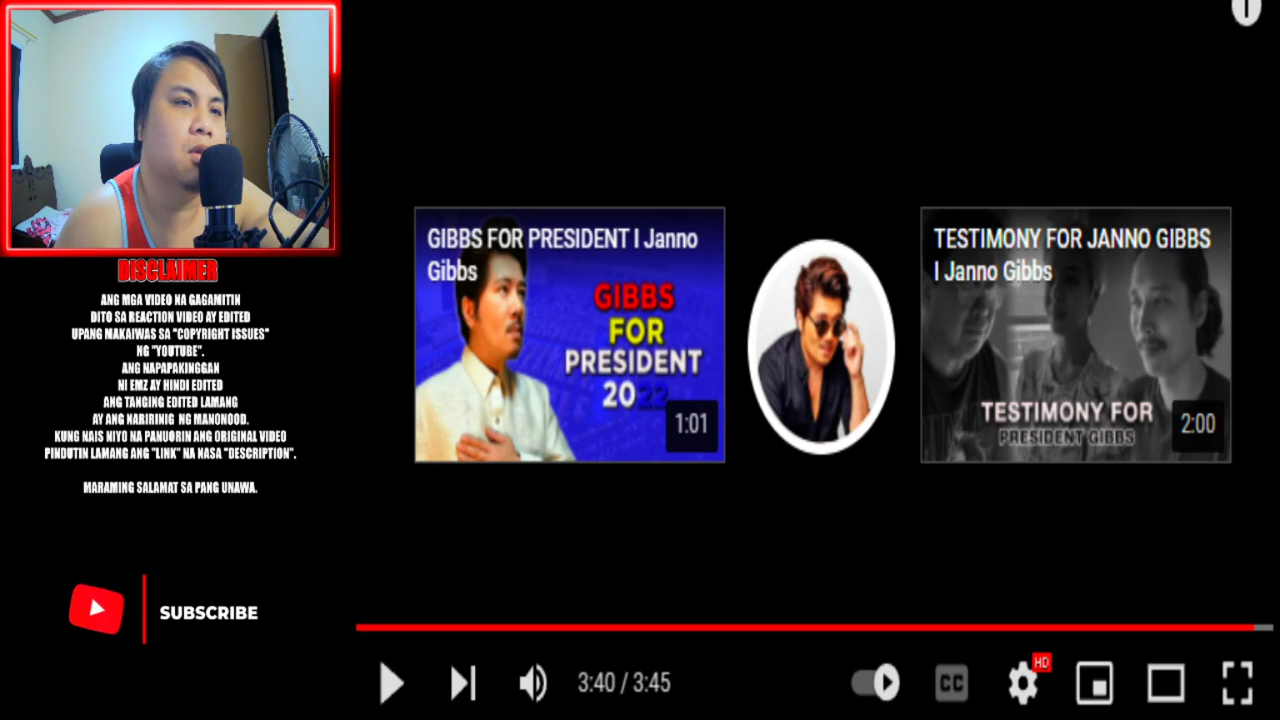 DISCLAIMER
ANG MGA VIDEO NA GAGAMITIN
DITO SA REACTION VIDEO AY EDITED
UPANG MAKAIWAS SA "COPYRIGHT ISSUES"
NG "YOUTUBE".
ANG NAPAPAKINGGAN
NI EMZ AY HINDI EDITED
ANG TANGING EDITED LAMANG
AY ANG NARIRINIG NG MANONOOD.
KUNG NAIS NIYO NA PANUORIN ANG ORIGINAL VIDEO
PINDUTIN LAMANG ANG "LINK" NA NASA "DESCRIPTION".
MARAMING SALAMAT SA PANG UNAWA.
SUBSCRIBE
GIBBS FOR PRESIDENT I Janno
Gibbs
GIBBS
FOR
PRESIDENT
2022
1:01
TESTIMONY FOR JANNO GIBBS
I Janno Gibbs
TESTIMONY FOR
PRESIDENT GIBBS
2:00
3:40 / 3:45
CC
HD